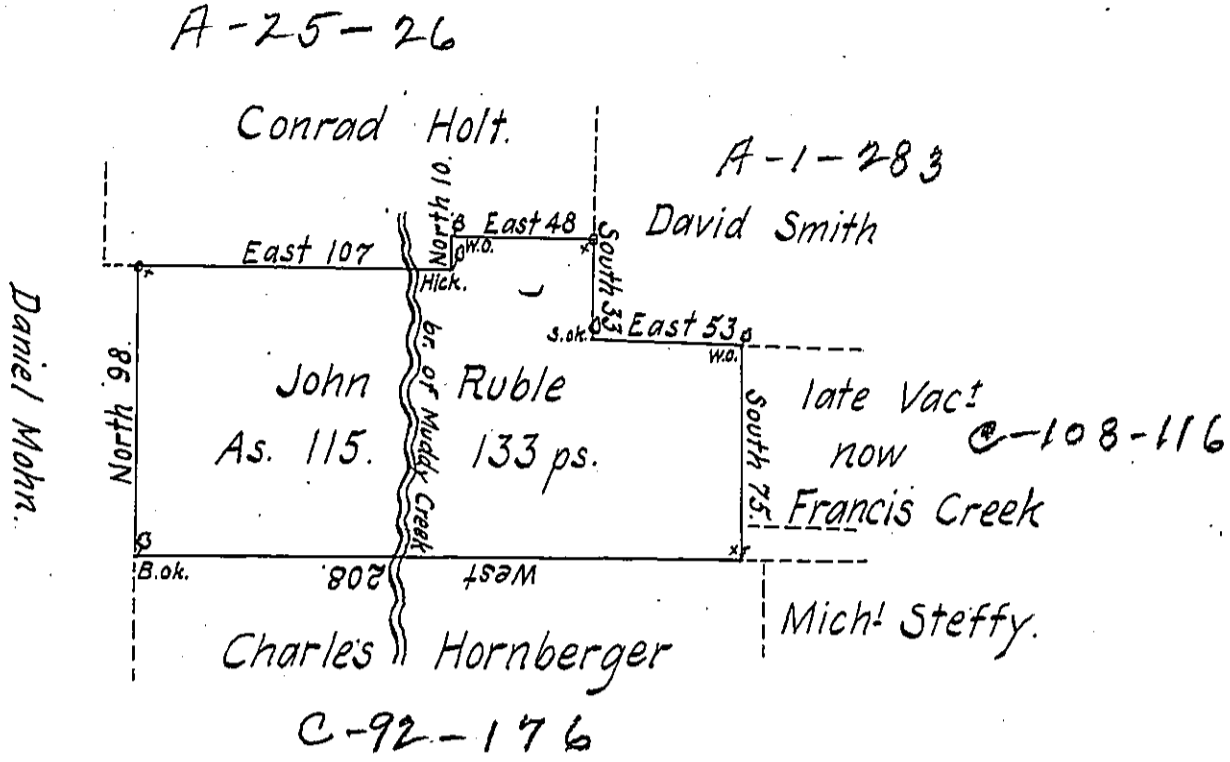 A-25-26
Conrad Holt.
A-1-283
David Smith
North 10
B
East 48
W.O.
South 33
x
East 107
Hick.
x
S.ok.
East 53
W.O.
Daniel Mohn.
North 98.
John Ruble
As. 115. 133 ps.
br. of Muddy Creek
South 75.
late Vac.t
now
Francis Creek
C-108-116
B.ok.
West 208.
x
Mich.l Steffy.
Charles Hornberger
C-92-176